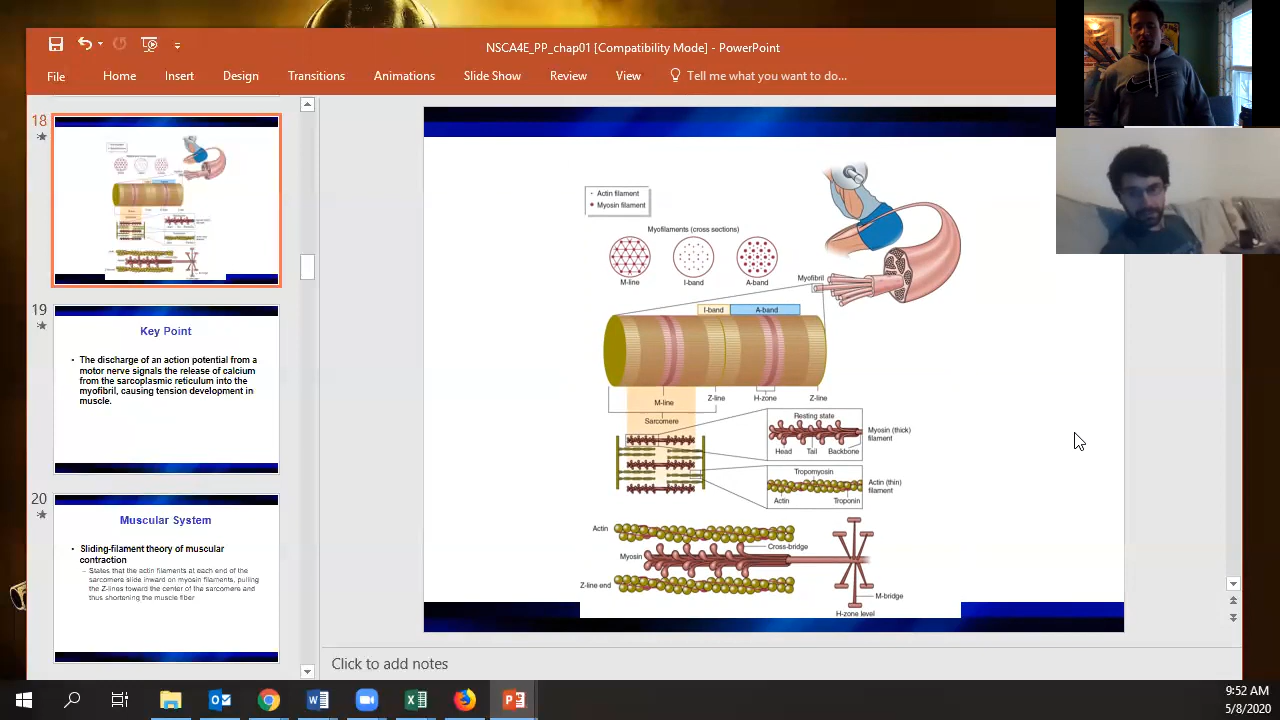 NSCA4E_PP_chap01 [Compatibility Mode] - PowerPoint
File Home Insert Design Transitions Animations Slide Show Review View Tell me what you want to do...
18
19
Key Point
• The discharge of an action potential from a
motor nerve signals the release of calcium
from the sarcoplasmic reticulum into the
myofibril, causing tension development in
muscle.
20
Muscular System
• Sliding-filament theory of muscular
contraction
– States that the actin filaments at each end of the
sarcomere slide inward on myosin filaments, pulling
the Z-lines toward the center of the sarcomere and
thus shortening the muscle fiber
Actin filament
Myosin filament
Myofilaments (cross sections)
M-line I-band A-band
Myofibril
I-band A-band
M-line Z-line H-zone Z-line
Sarcomere
Resting state
Head Tail Backbone
Myosin (thick)
filament
Tropomyosin
Actin Troponin
Actin (thin)
filament
Actin
Cross-bridge
Myosin
Z-line end
M-bridge
H-zone level
Click to add notes
9:52 AM
5/8/2020